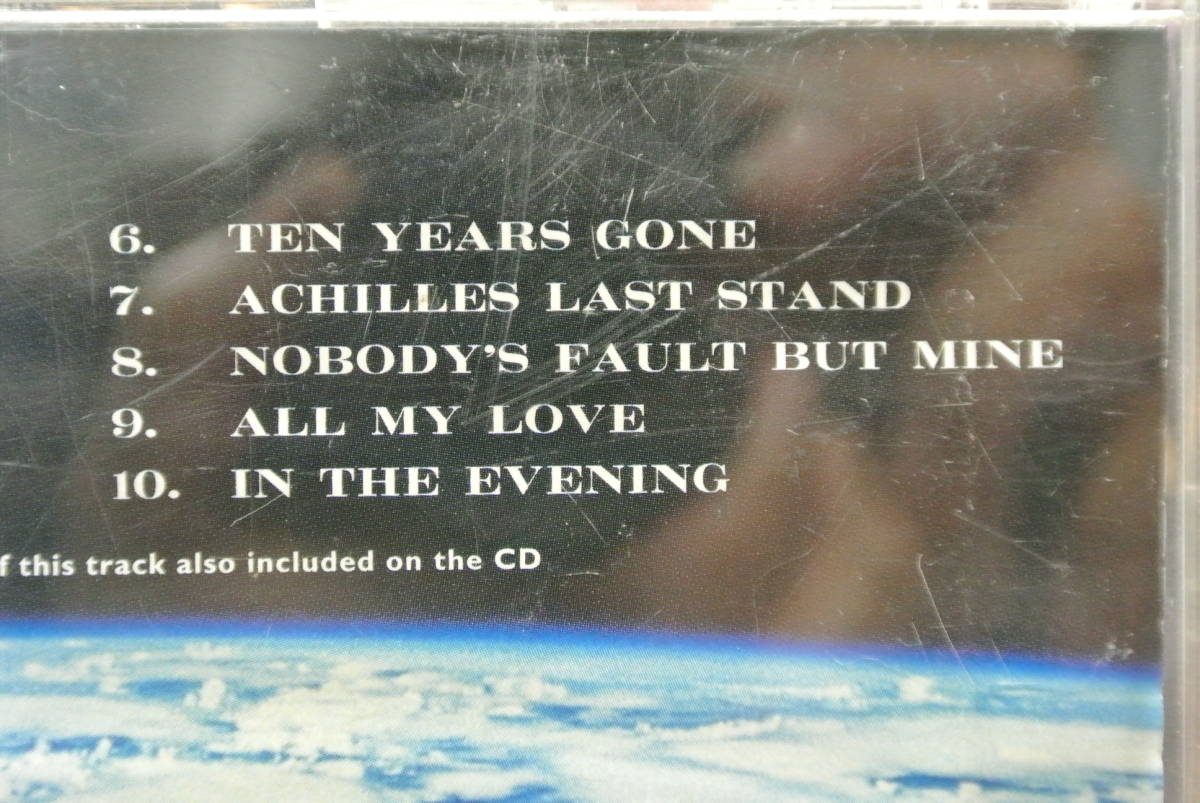 6. TEN YEARS GONE
7. ACHILLES LAST STAND
8. NOBODY'S FAULT BUT MINE
9. ALL MY LOVE
10. IN THE EVENING
f this track also included on the CD